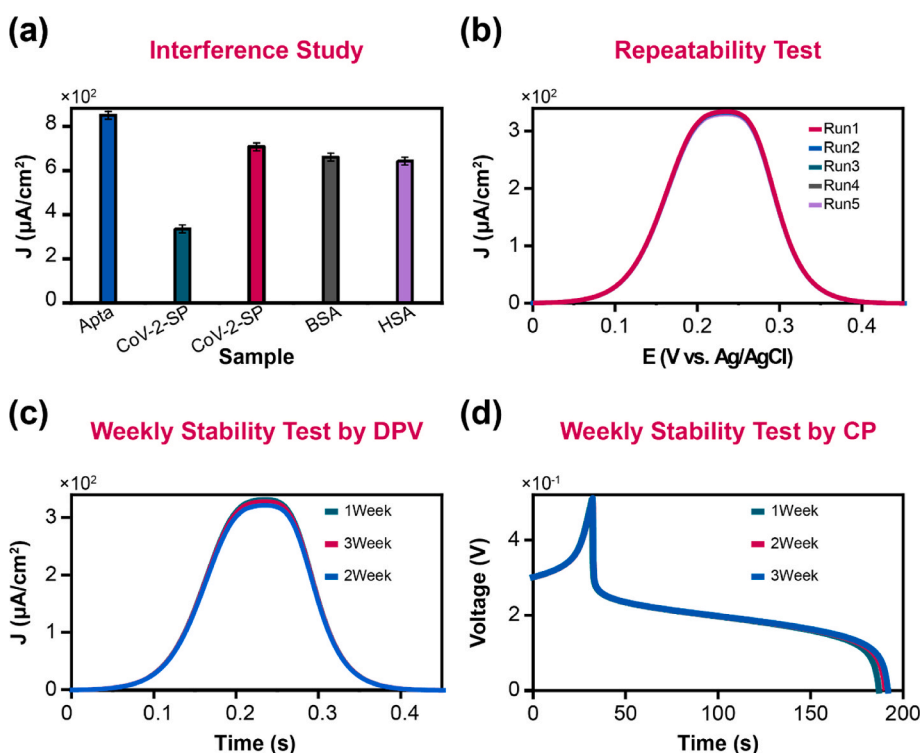 (a)
Interference Study
×10²
8
6
4
2
0
J (µA/cm²)
Apta
CoV-2-SP
CoV-2-SP
BSA
HSA
Sample
(b)
Repeatability Test
×10²
3
2
1
0
J (µA/cm²)
Run1
Run2
Run3
Run4
Run5
0
0.1
0.2
0.3
0.4
E (V vs. Ag/AgCl)
(c)
Weekly Stability Test by DPV
×10²
3
2
1
0
J (µA/cm²)
1Week
3Week
2Week
0
0.1
0.2
0.3
0.4
Time (s)
(d)
Weekly Stability Test by CP
×10⁻¹
4
2
0
Voltage (V)
1Week
2Week
3Week
0
50
100
150
200
Time (s)